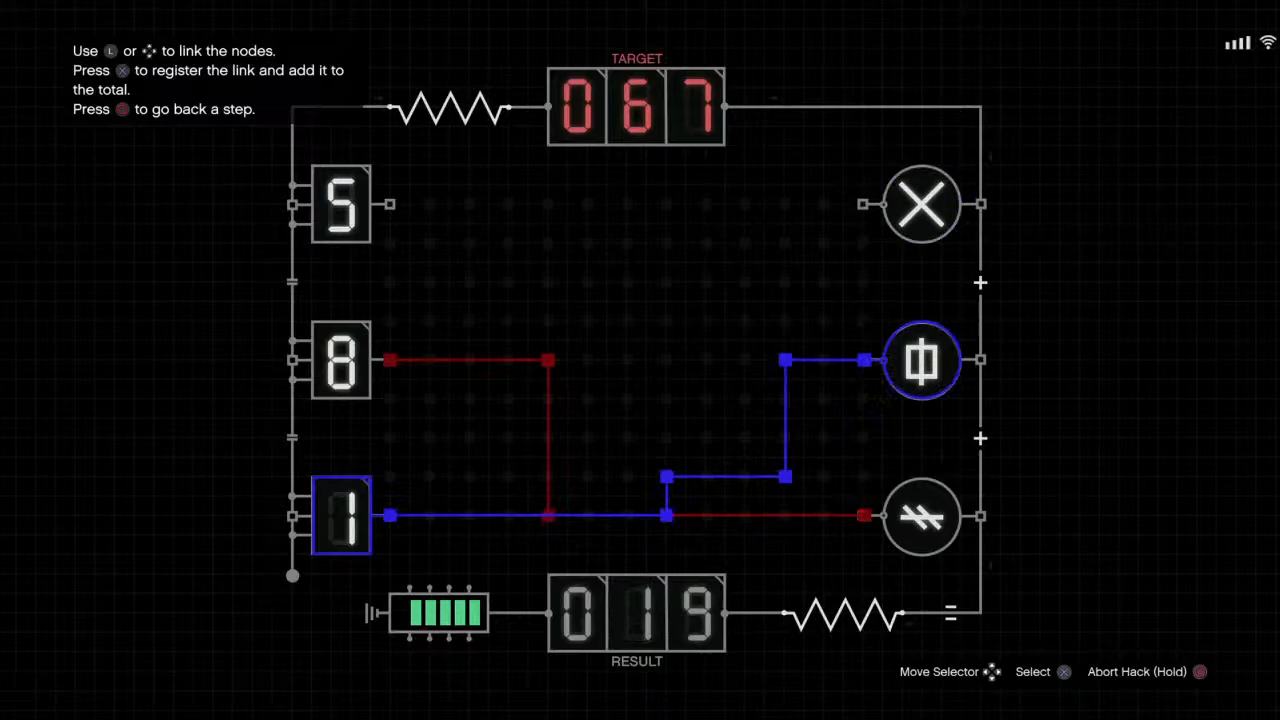 Use L or to link the nodes.
Press to register the link and add it to
the total.
Press to go back a step.
TARGET
067
5
8
1
019
RESULT
Move Selector Select Abort Hack (Hold)